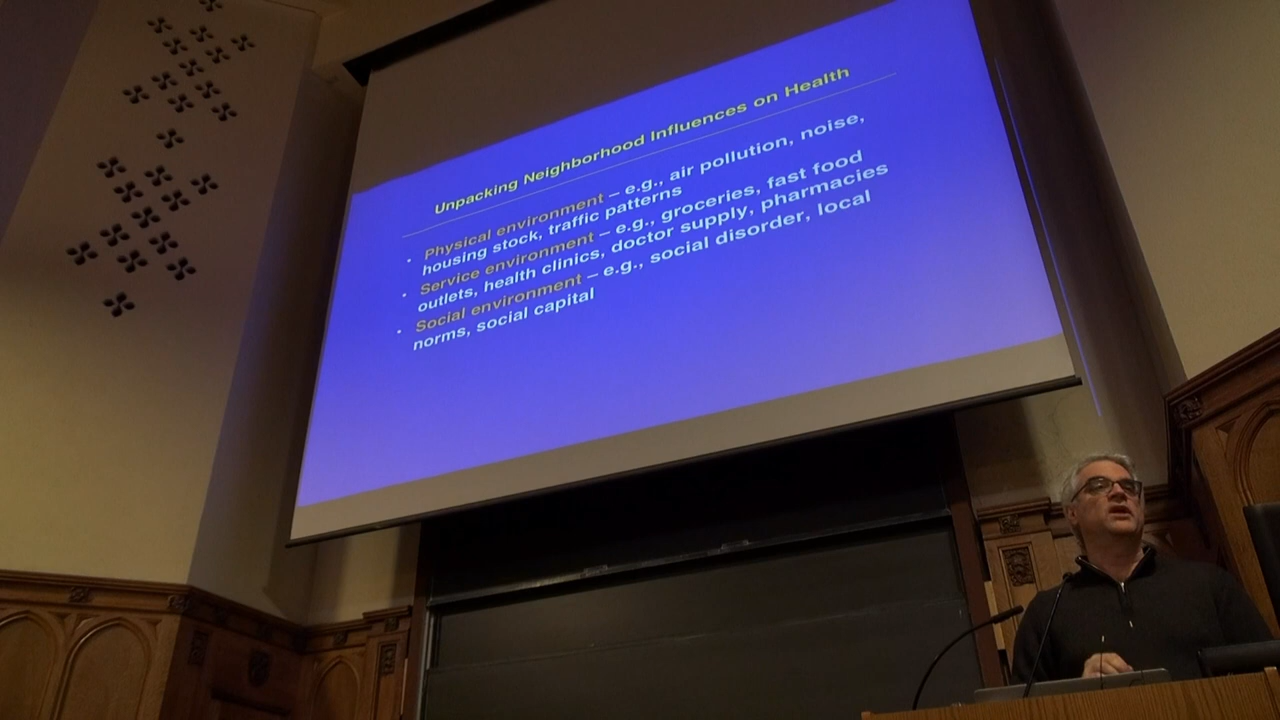 Unpacking Neighborhood Influences on Health
• Physical environment – e.g., air pollution, noise,
housing stock, traffic patterns
• Service environment – e.g., groceries, fast food
outlets, health clinics, doctor supply, pharmacies
• Social environment – e.g., social disorder, local
norms, social capital